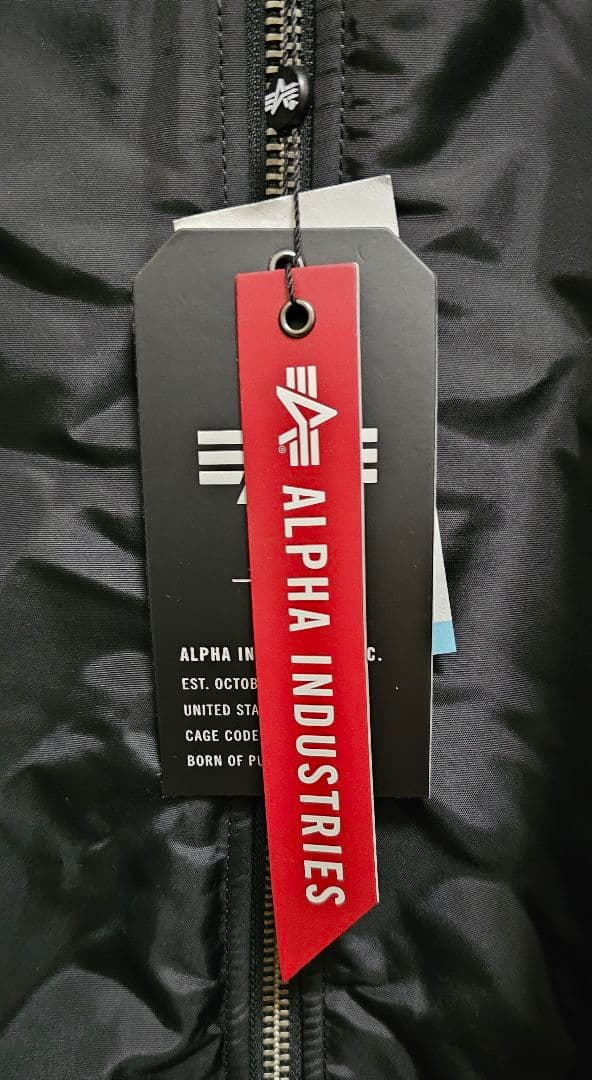 ALPHA INDUSTRIES
ALPHA IN C.
EST. OCTOB
UNITED STA
CAGE CODE
BORN OF PU